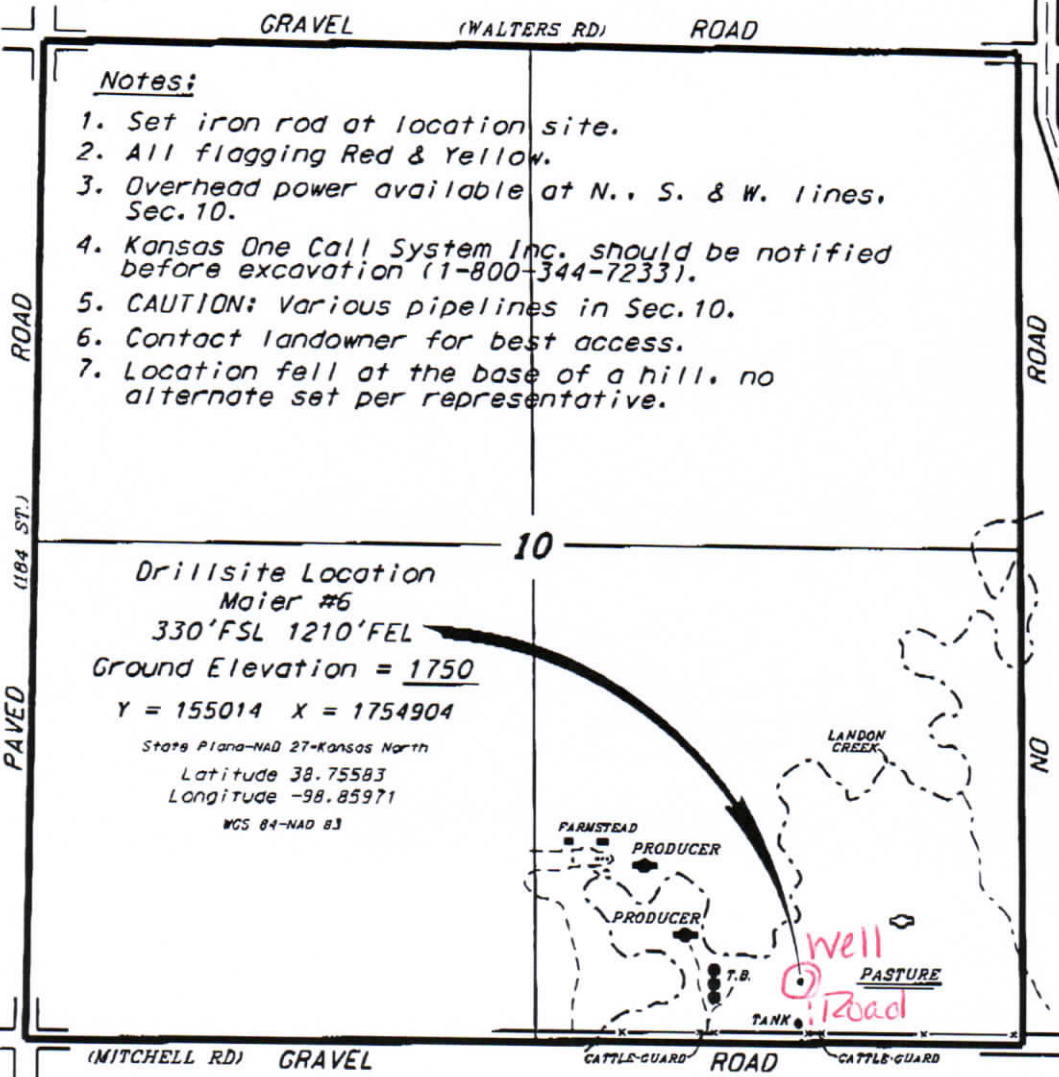 GRAVEL (WALTERS RD) ROAD
Notes:
1. Set iron rod at location site.
2. All flagging Red & Yellow.
3. Overhead power available at N., S. & W. lines,
Sec. 10.
4. Kansas One Call System Inc. should be notified
before excavation (1-800-344-7233).
5. CAUTION: Various pipelines in Sec. 10.
6. Contact landowner for best access.
7. Location fell at the base of a hill, no
alternate set per representative.
PAVED (184 ST.) ROAD
NO ROAD
10
Drillsite Location
Maier #6
330'FSL 1210'FEL
Ground Elevation = 1750
Y = 155014 X = 1754904
State Plane-NAD 27-Kansas North
Latitude 38.75583
Longitude -98.85971
WGS 84-NAD 83
LANDON
CREEK
FARMSTEAD
PRODUCER
PRODUCER
Well
T.B.
PASTURE
Road
TANK
CATTLE-GUARD
CATTLE-GUARD
(MITCHELL RD) GRAVEL ROAD